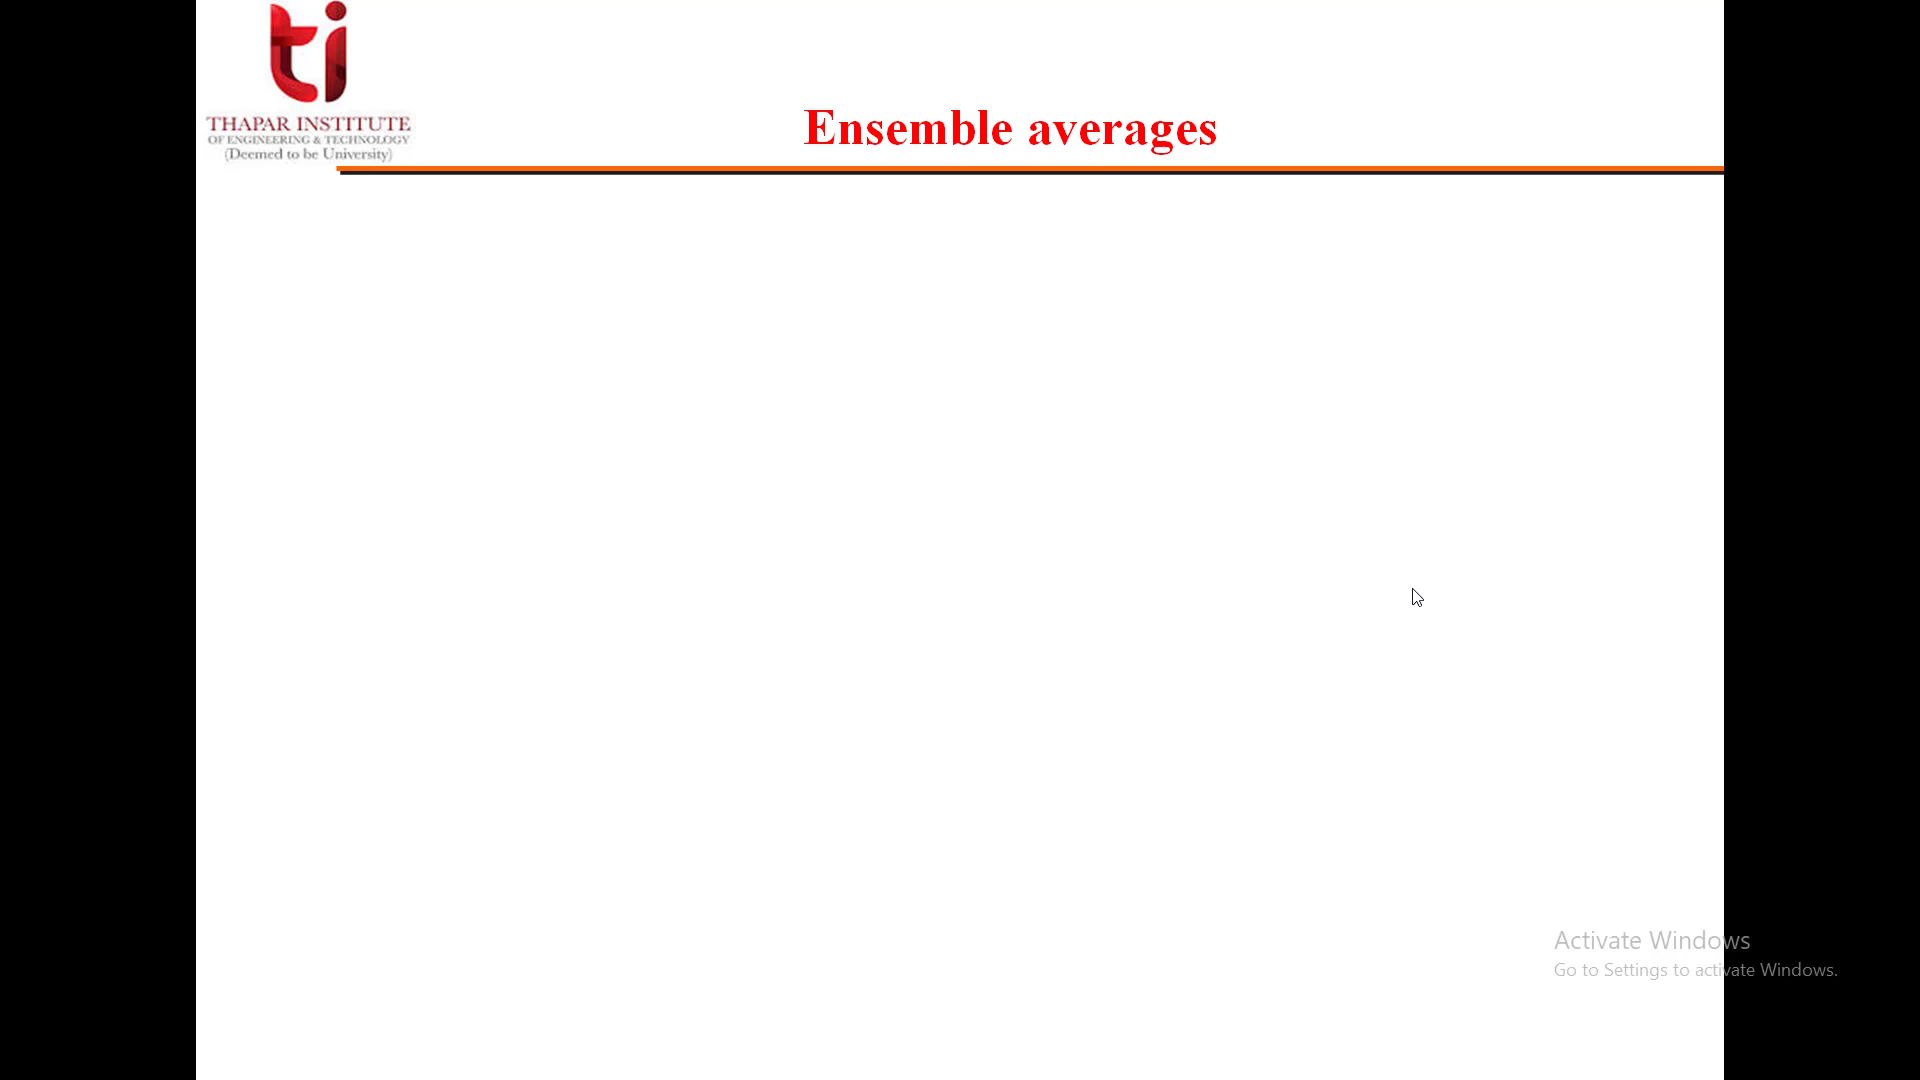 THAPAR INSTITUTE
OF ENGINEERING & TECHNOLOGY
(Deemed to be University)
Ensemble averages
Activate Windows
Go to Settings to activate Windows.